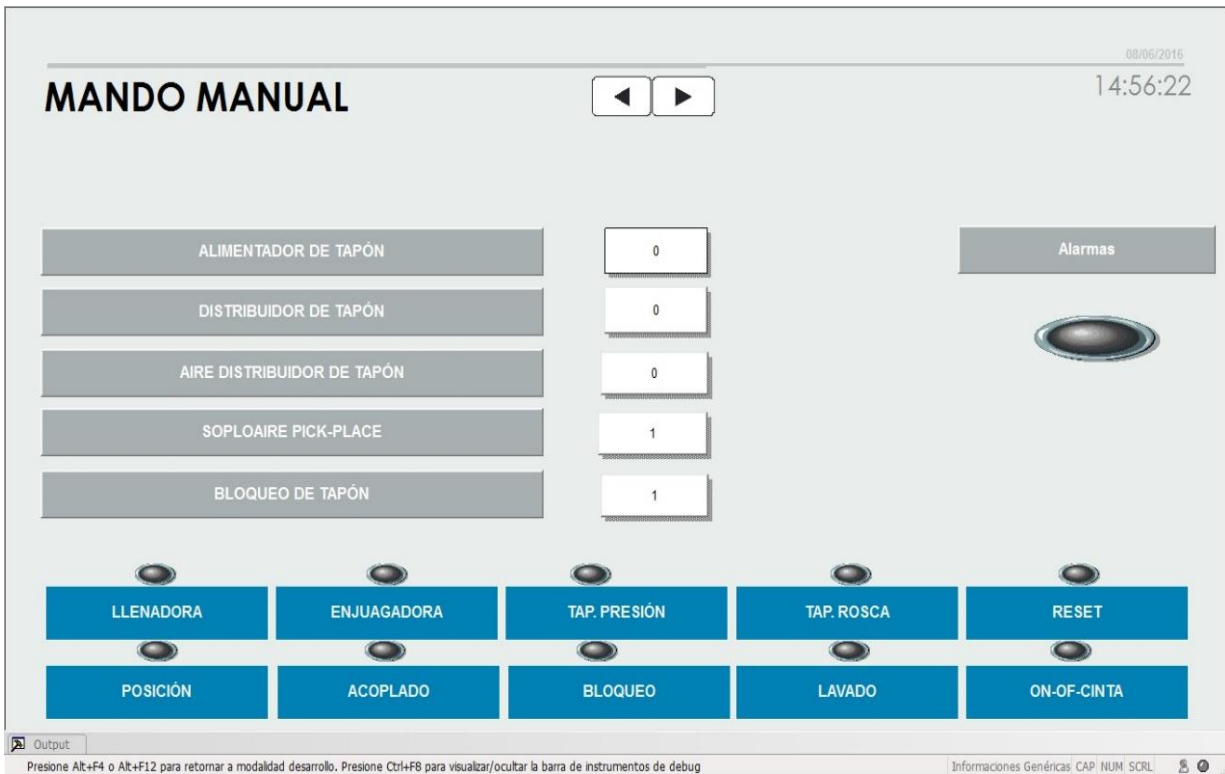 08/06/2016
MANDO MANUAL
14:56:22
ALIMENTADOR DE TAPÓN 0 Alarmas
DISTRIBUIDOR DE TAPÓN 0
AIRE DISTRIBUIDOR DE TAPÓN 0
SOPLOAIRE PICK-PLACE 1
BLOQUEO DE TAPÓN 1
LLENADORA ENJUAGADORA TAP. PRESIÓN TAP. ROSCA RESET
POSICIÓN ACOPLADO BLOQUEO LAVADO ON-OF-CINTA
Output
Presione Alt+F4 o Alt+F12 para retornar a modalidad desarrollo. Presione Ctrl+F8 para visualizar/ocultar la barra de instrumentos de debug Informaciones Genéricas CAP NUM SCRL